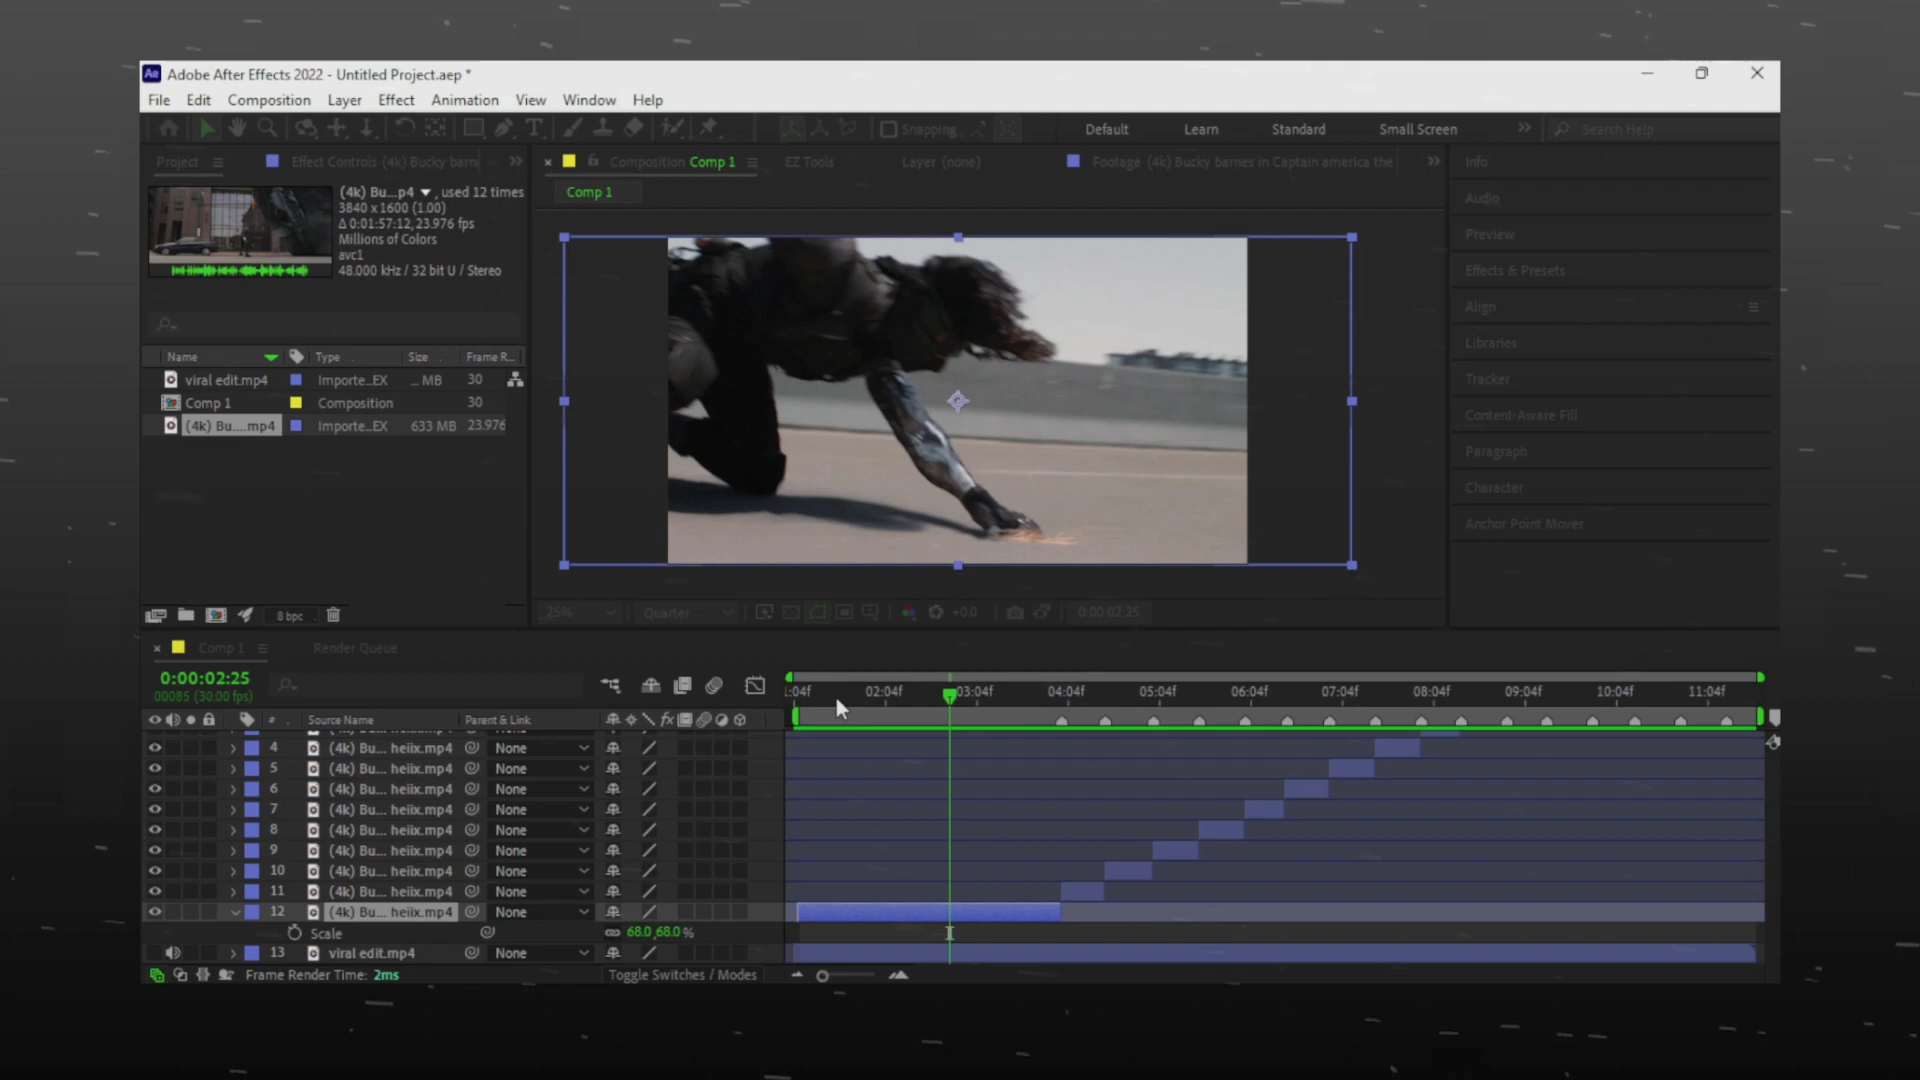 Ae Adobe After Effects 2022 - Untitled Project.aep *
File Edit Composition Layer Effect Animation View Window Help
Snapping Default Learn Standard Small Screen Search Help
Project Effect Controls (4k) Bucky barn
Composition Comp 1 EZ Tools Layer (none) Footage (4k) Bucky barnes in Captain america the
Comp 1
(4k) Bu...p4 , used 12 times
3840 x 1600 (1.00)
Δ 0:01:57:12, 23.976 fps
Millions of Colors
avc1
48.000 kHz / 32 bit U / Stereo
Name Type Size Frame R...
viral edit.mp4 Importe...EX ... MB 30
Comp 1 Composition 30
(4k) Bu....mp4 Importe...EX 633 MB 23.976
8 bpc
25% Quarter +0.0 0:00:02:25
Info
Audio
Preview
Effects & Presets
Align
Libraries
Tracker
Content-Aware Fill
Paragraph
Character
Anchor Point Mover
Comp 1 Render Queue
0:00:02:25
00085 (30.00 fps)
:04f 02:04f 03:04f 04:04f 05:04f 06:04f 07:04f 08:04f 09:04f 10:04f 11:04f
# Source Name Parent & Link fx
4 (4k) Bu... heiix.mp4 None
5 (4k) Bu... heiix.mp4 None
6 (4k) Bu... heiix.mp4 None
7 (4k) Bu... heiix.mp4 None
8 (4k) Bu... heiix.mp4 None
9 (4k) Bu... heiix.mp4 None
10 (4k) Bu... heiix.mp4 None
11 (4k) Bu... heiix.mp4 None
12 (4k) Bu... heiix.mp4 None
Scale 68.0,68.0 %
13 viral edit.mp4 None
Frame Render Time: 2ms Toggle Switches / Modes